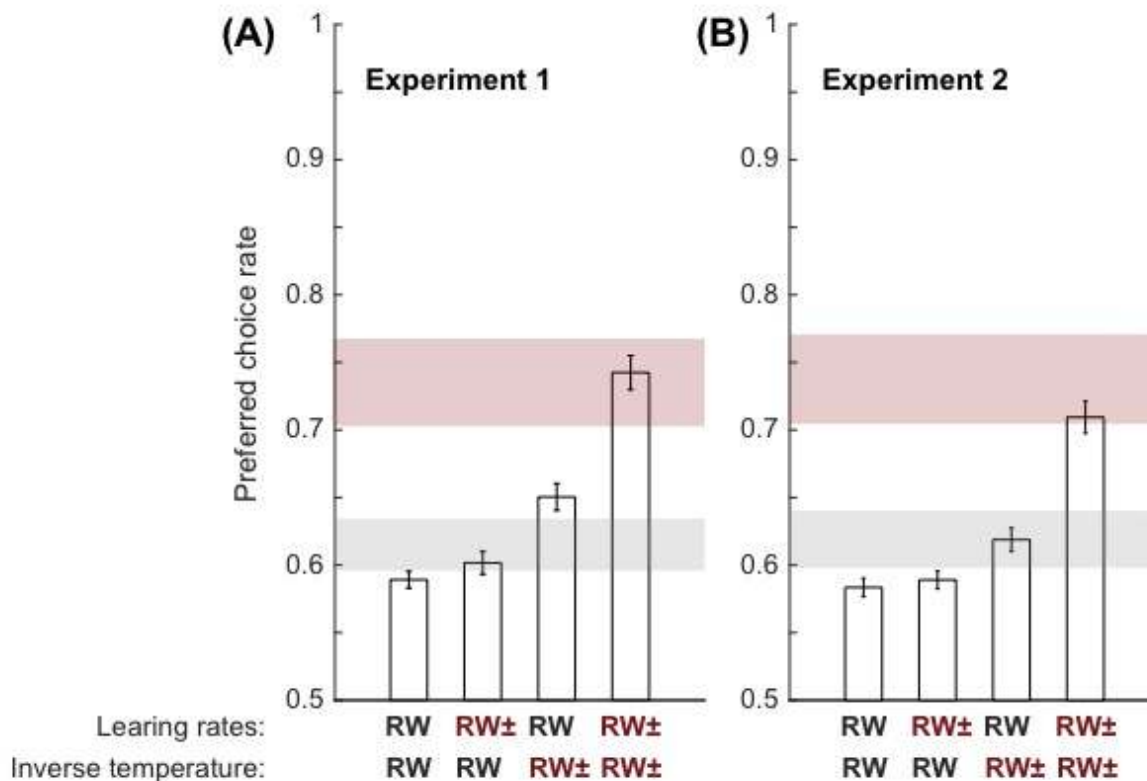 (A)
Experiment 1
Preferred choice rate
1
0.9
0.8
0.7
0.6
0.5
(B)
Experiment 2
1
0.9
0.8
0.7
0.6
0.5
Learing rates: RW RW± RW RW± RW RW± RW RW±
Inverse temperature: RW RW RW± RW± RW RW RW± RW±